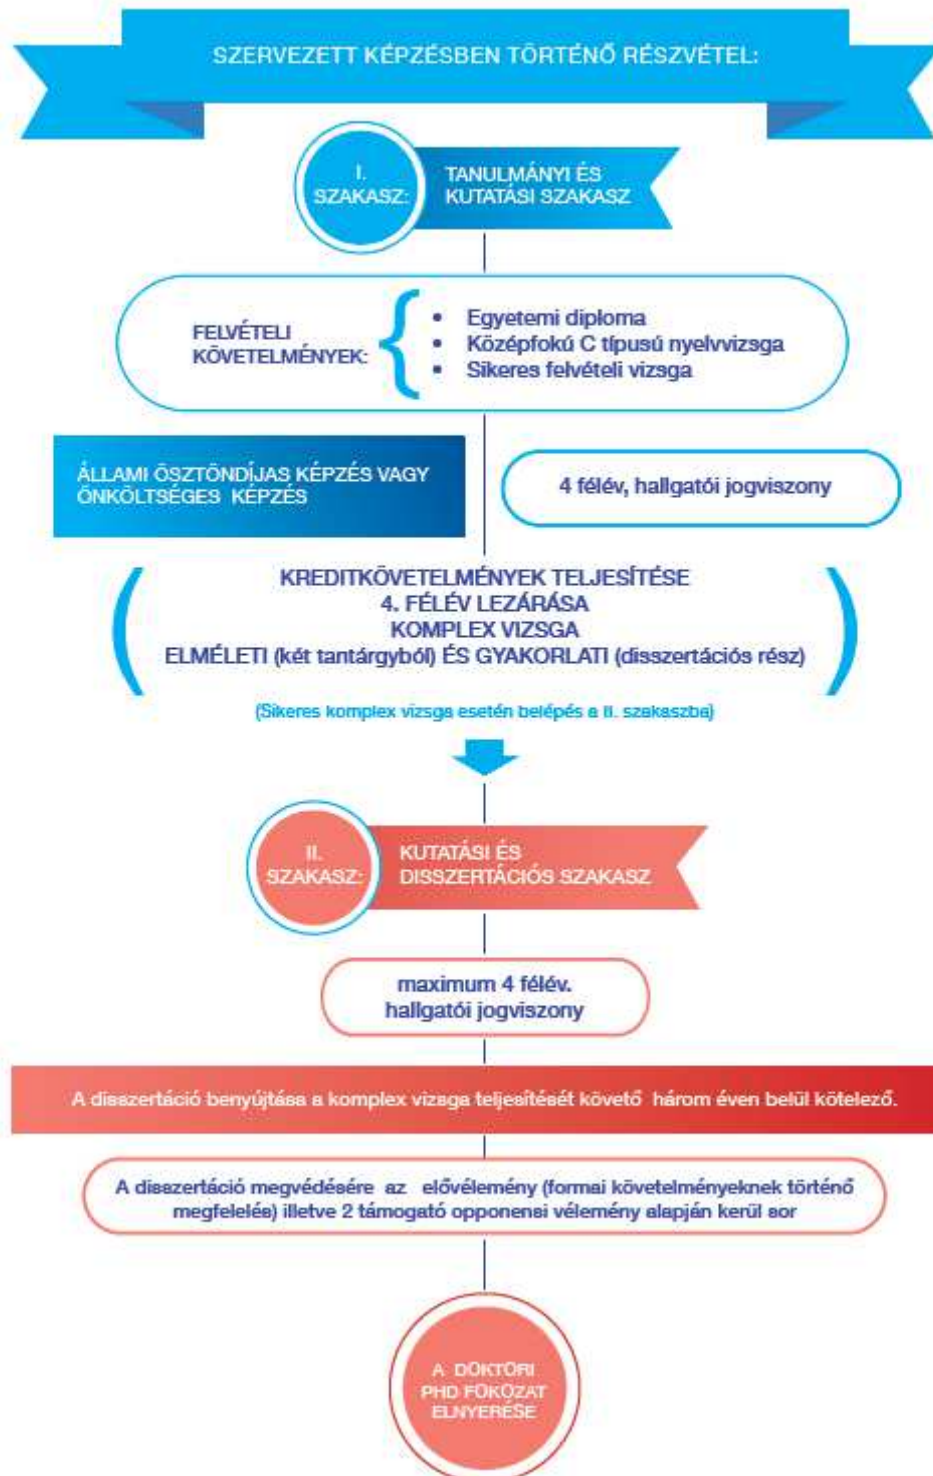 SZERVEZETT KÉPZÉSBEN TÖRTÉNŐ RÉSZVÉTEL:
I.
SZAKASZ:
TANULMÁNYI ÉS
KUTATÁSI SZAKASZ
FELVÉTELI
KÖVETELMÉNYEK:
• Egyetemi diploma
• Középfokú C típusú nyelvvizsga
• Sikeres felvételi vizsga
ÁLLAMI ÖSZTÖNDÍJAS KÉPZÉS VAGY
ÖNKÖLTSÉGES KÉPZÉS
4 félév, hallgatói jogviszony
KREDITKÖVETELMÉNYEK TELJESÍTÉSE
4. FÉLÉV LEZÁRÁSA
KOMPLEX VIZSGA
ELMÉLETI (két tantárgyból) ÉS GYAKORLATI (disszertációs rész)
(Sikeres komplex vizsga esetén belépés a II. szakaszba)
II.
SZAKASZ:
KUTATÁSI ÉS
DISSZERTÁCIÓS SZAKASZ
maximum 4 félév.
hallgatói jogviszony
A disszertáció benyújtása a komplex vizsga teljesítését követő három éven belül kötelező.
A disszertáció megvédésére az elővélemény (formai követelményeknek történő
megfelelés) illetve 2 támogató opponensi vélemény alapján kerül sor
A DOKTORI
PHD FOKOZAT
ELNYERÉSE